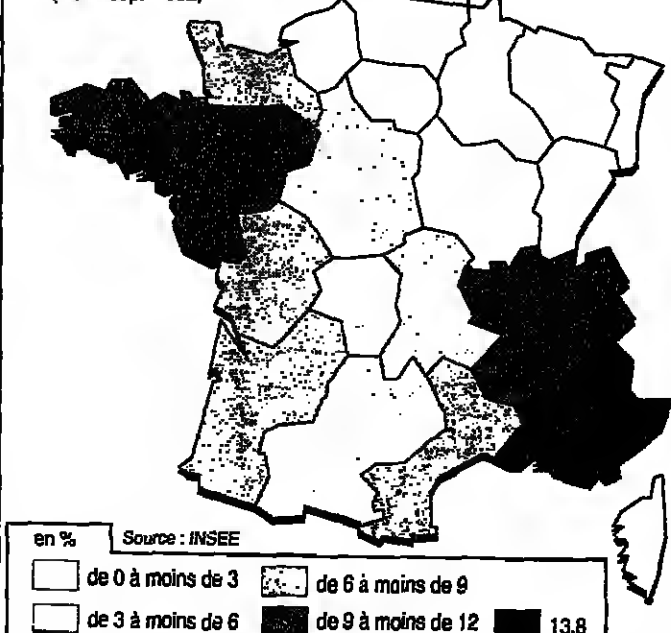 en % Source : INSEE
de 0 à moins de 3 de 6 à moins de 9
de 3 à moins de 6 de 9 à moins de 12 13,8